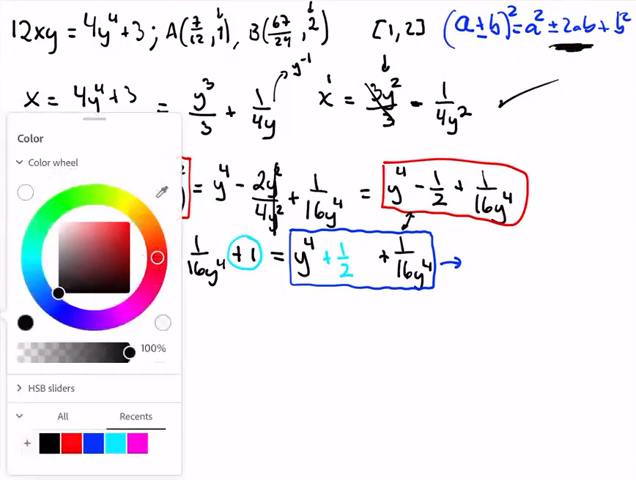 12xy = 4y⁴+3; A(7/12, 1), B(67/24, 2) [1,2] (a±b)² = a² ±2ab + b²
y⁻¹
x = 4y⁴+3 = y³/3 + 1/4y x' = 3y²/3 - 1/4y²
= y⁴ - 2y²/4y² + 1/16y⁴ = y⁴ - 1/2 + 1/16y⁴
1/16y⁴ +1 = y⁴ + 1/2 + 1/16y⁴ →
Color
Color wheel
100%
HSB sliders
All Recents